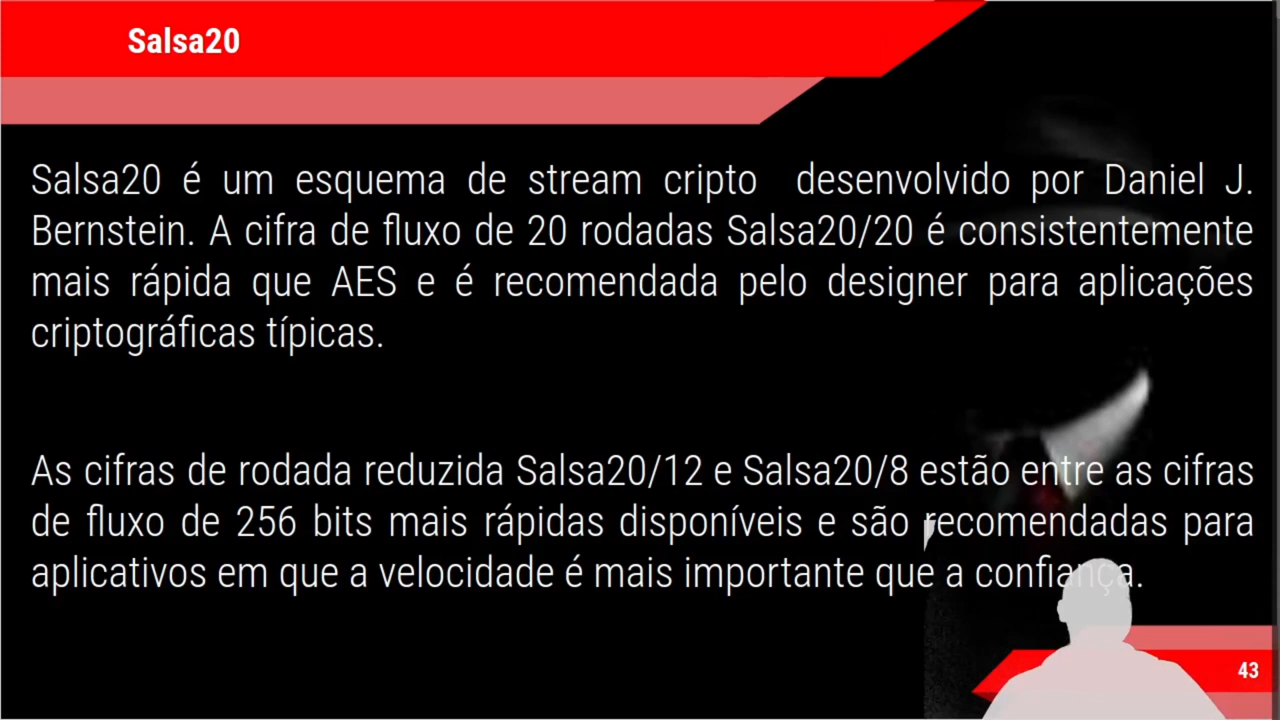 Salsa20
Salsa20 é um esquema de stream cripto desenvolvido por Daniel J.
Bernstein. A cifra de fluxo de 20 rodadas Salsa20/20 é consistentemente
mais rápida que AES e é recomendada pelo designer para aplicações
criptográficas típicas.
As cifras de rodada reduzida Salsa20/12 e Salsa20/8 estão entre as cifras
de fluxo de 256 bits mais rápidas disponíveis e são recomendadas para
aplicativos em que a velocidade é mais importante que a confiança.
43